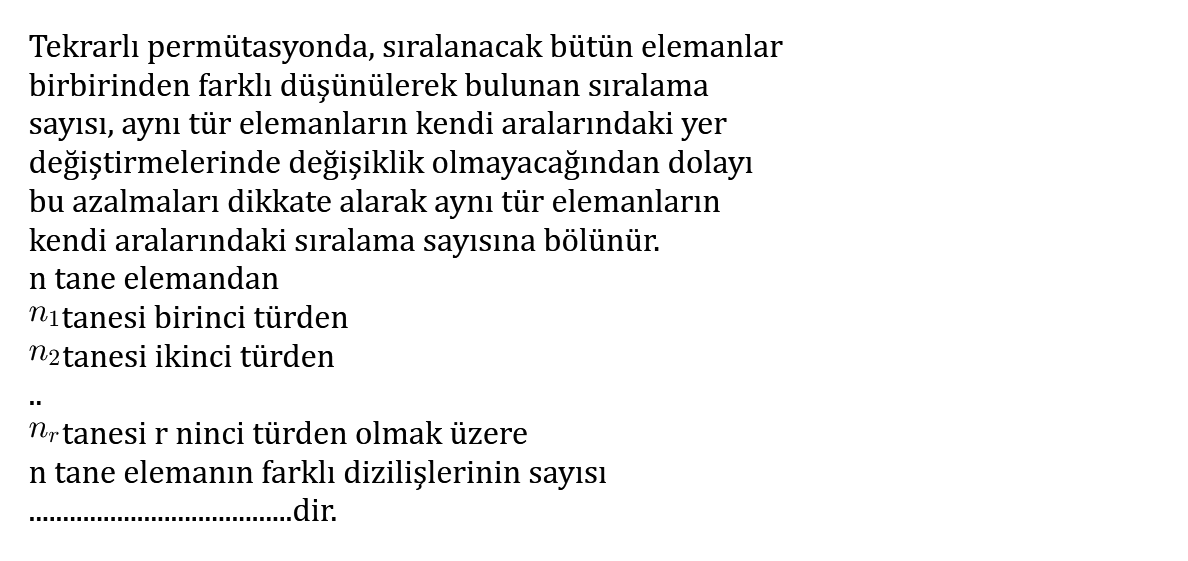 Tekrarlı permütasyonda, sıralanacak bütün elemanlar
birbirinden farklı düşünülerek bulunan sıralama
sayısı, aynı tür elemanların kendi aralarındaki yer
değiştirmelerinde değişiklik olmayacağından dolayı
bu azalmaları dikkate alarak aynı tür elemanların
kendi aralarındaki sıralama sayısına bölünür.
n tane elemandan
n₁tanesi birinci türden
n₂tanesi ikinci türden
..
nᵣtanesi r ninci türden olmak üzere
n tane elemanın farklı dizilişlerinin sayısı
.......................................dir.